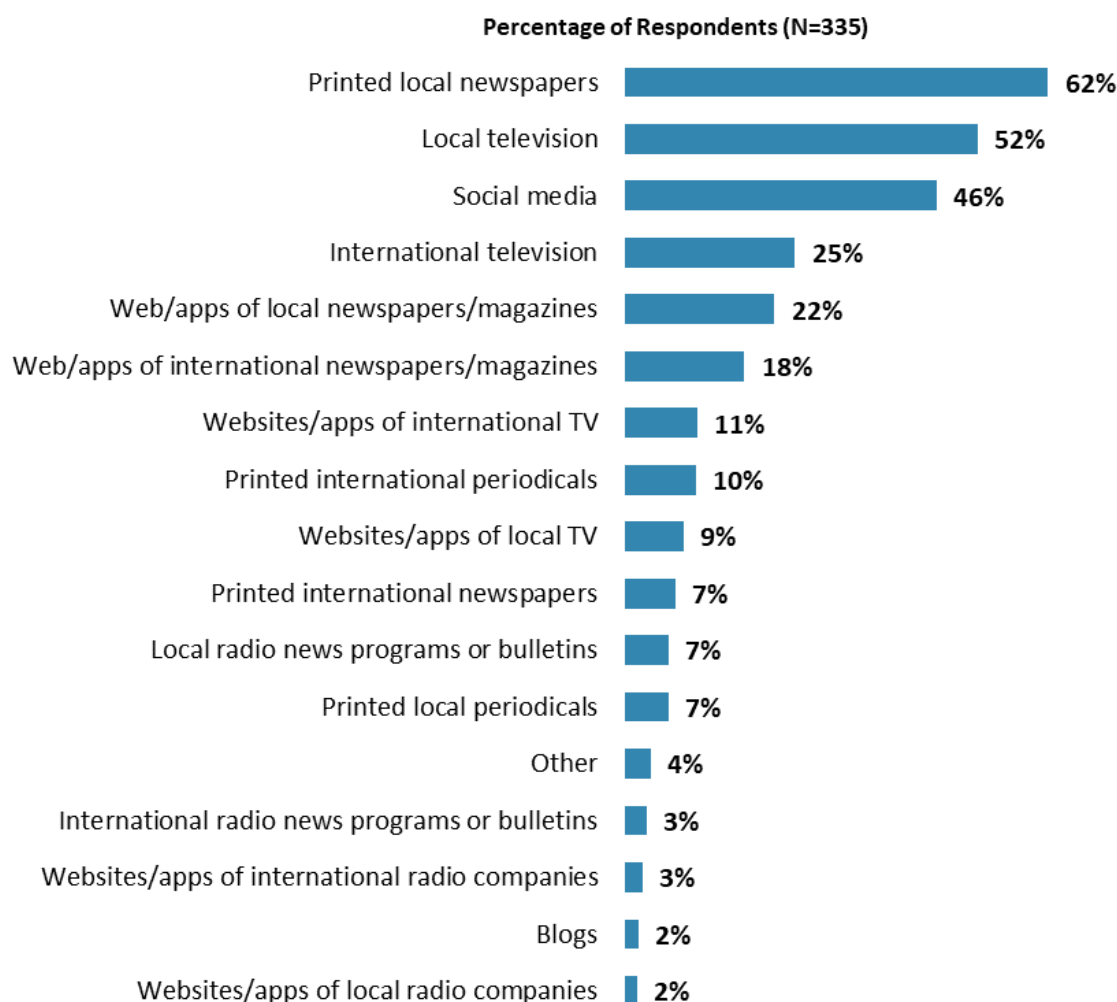 Percentage of Respondents (N=335)
Printed local newspapers 62%
Local television 52%
Social media 46%
International television 25%
Web/apps of local newspapers/magazines 22%
Web/apps of international newspapers/magazines 18%
Websites/apps of international TV 11%
Printed international periodicals 10%
Websites/apps of local TV 9%
Printed international newspapers 7%
Local radio news programs or bulletins 7%
Printed local periodicals 7%
Other 4%
International radio news programs or bulletins 3%
Websites/apps of international radio companies 3%
Blogs 2%
Websites/apps of local radio companies 2%